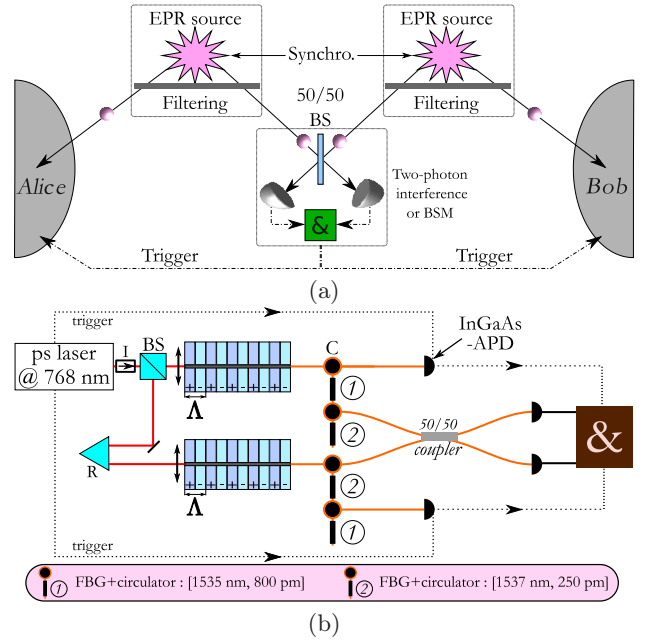 EPR source
EPR source
Synchro.
Filtering
Filtering
50/50
BS
Alice
Bob
Two-photon
interference
or BSM
&
Trigger
Trigger
(a)
trigger
InGaAs
-APD
ps laser
@ 768 nm
I
BS
C
1
2
Λ
50/50
coupler
&
R
2
1
Λ
trigger
+ - + - + - + - + -
+ - + - + - + - + -
1 FBG+circulator : [1535 nm, 800 pm]
2 FBG+circulator : [1537 nm, 250 pm]
(b)